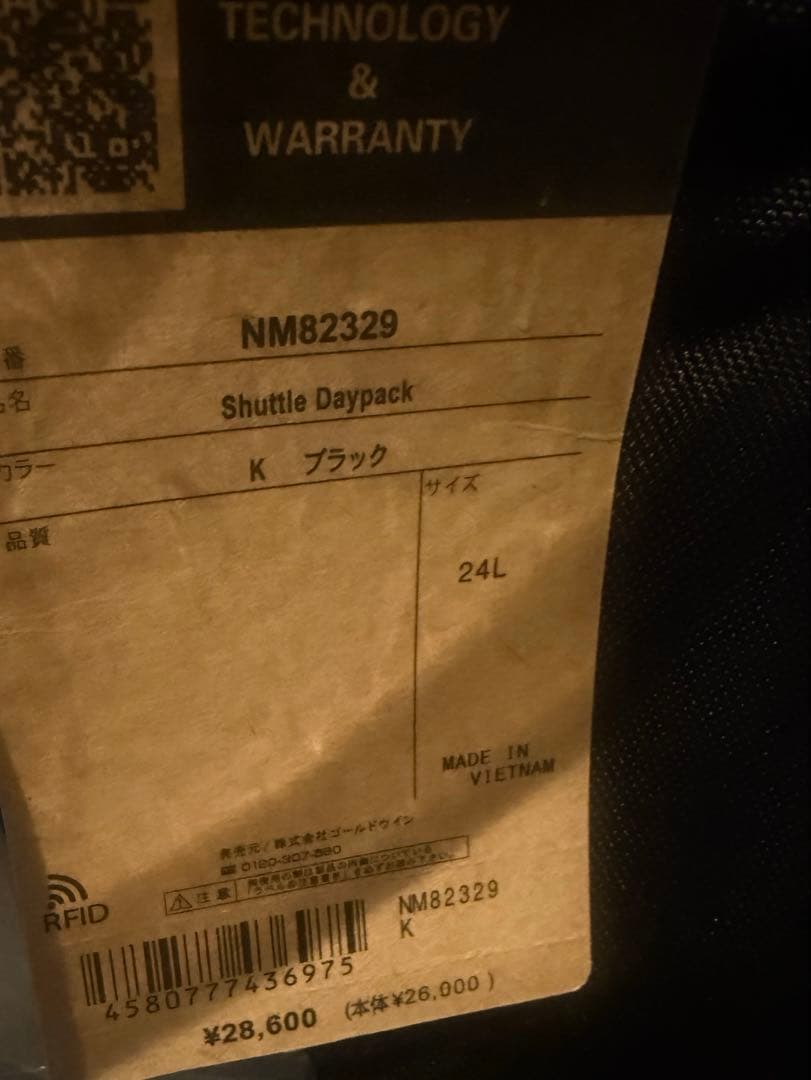 TECHNOLOGY
&
WARRANTY
番 NM82329
名 Shuttle Daypack
カラー K ブラック
品質
サイズ
24L
MADE IN
VIETNAM
発売元/株式会社ゴールドウイン
0120-307-560
注意
RFID
NM82329
K
4580777436975
¥28,600 (本体¥26,000)